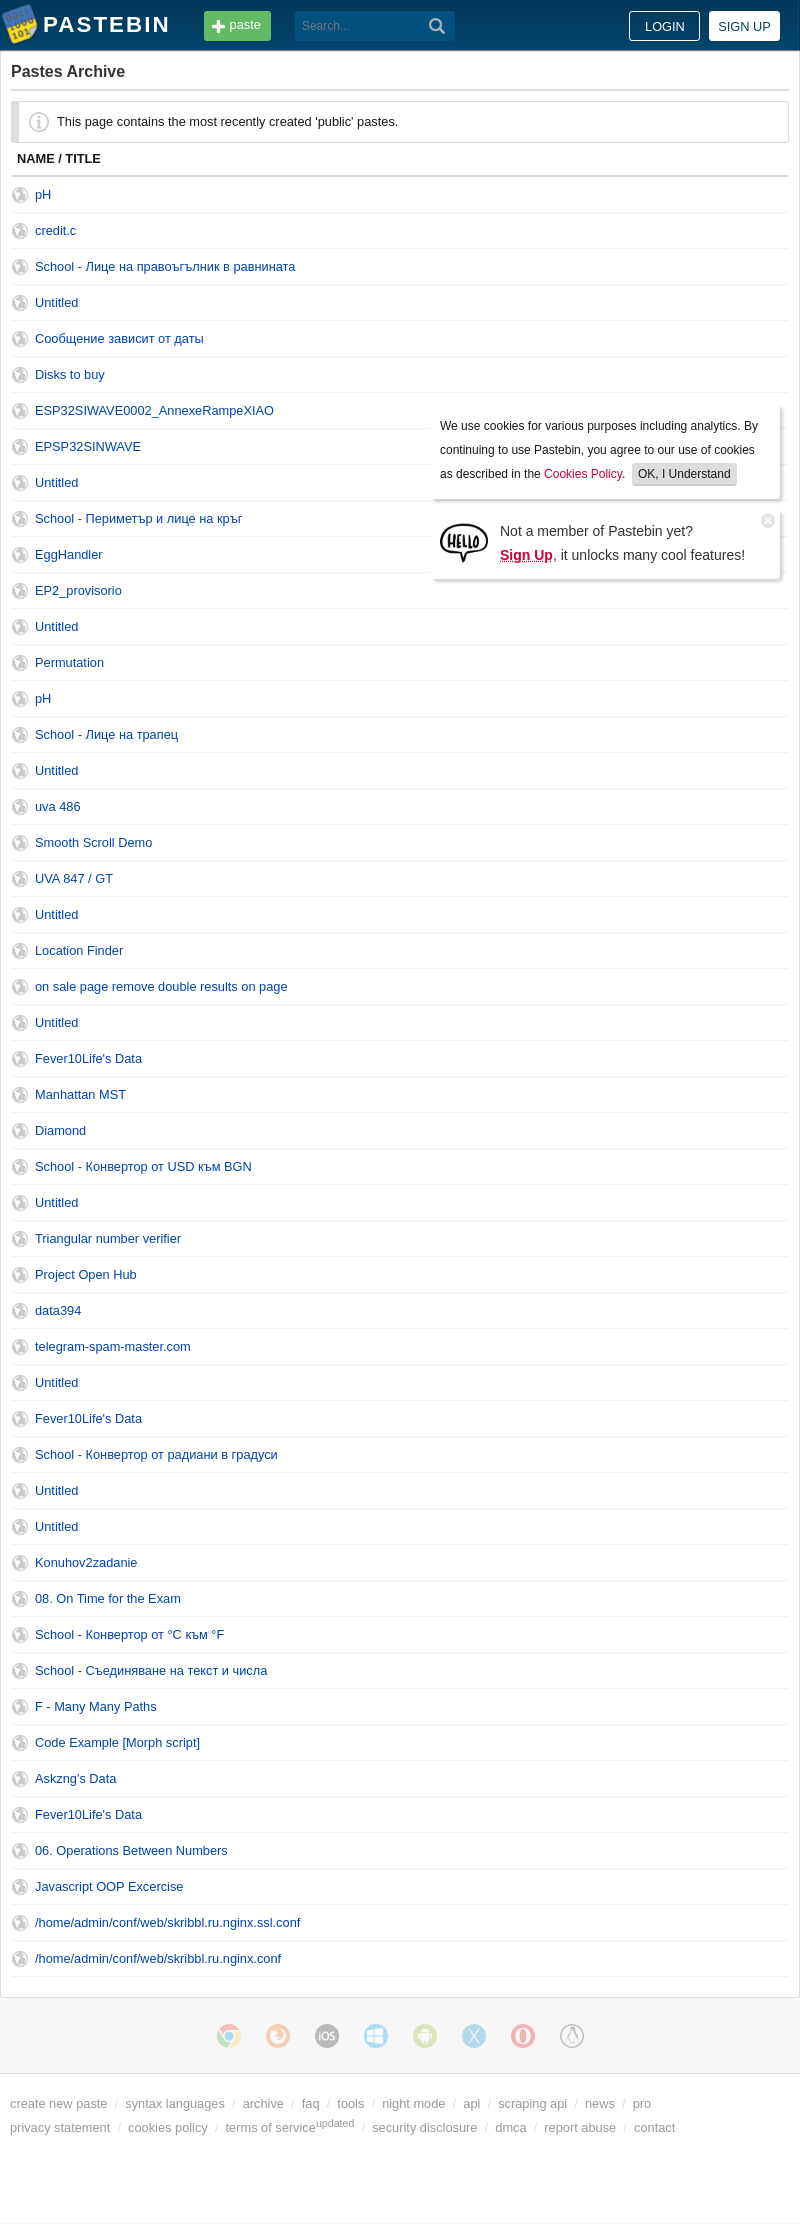 PASTEBIN
paste
Search...
LOGIN
SIGN UP
Pastes Archive
This page contains the most recently created 'public' pastes.
NAME / TITLE
pH
credit.c
School - Лице на правоъгълник в равнината
Untitled
Сообщение зависит от даты
Disks to buy
ESP32SIWAVE0002_AnnexeRampeXIAO
EPSP32SINWAVE
Untitled
School - Периметър и лице на кръг
EggHandler
EP2_provisorio
We use cookies for various purposes including analytics. By
continuing to use Pastebin, you agree to our use of cookies
as described in the Cookies Policy. OK, I Understand
HELLO
Not a member of Pastebin yet?
Sign Up, it unlocks many cool features!
Untitled
Permutation
pH
School - Лице на трапец
Untitled
uva 486
Smooth Scroll Demo
UVA 847 / GT
Untitled
Location Finder
on sale page remove double results on page
Untitled
Fever10Life's Data
Manhattan MST
Diamond
School - Конвертор от USD към BGN
Untitled
Triangular number verifier
Project Open Hub
data394
telegram-spam-master.com
Untitled
Fever10Life's Data
School - Конвертор от радиани в градуси
Untitled
Untitled
Konuhov2zadanie
08. On Time for the Exam
School - Конвертор от °C към °F
School - Съединяване на текст и числа
F - Many Many Paths
Code Example [Morph script]
Askzng's Data
Fever10Life's Data
06. Operations Between Numbers
Javascript OOP Excercise
/home/admin/conf/web/skribbl.ru.nginx.ssl.conf
/home/admin/conf/web/skribbl.ru.nginx.conf
iOS
create new paste / syntax languages / archive / faq / tools / night mode / api / scraping api / news / pro
privacy statement / cookies policy / terms of serviceupdated / security disclosure / dmca / report abuse / contact